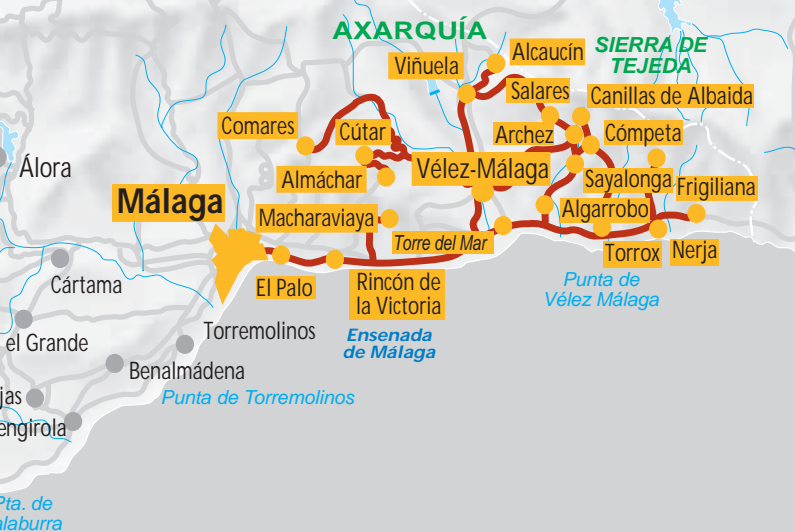 AXARQUÍA
Alcaucín
SIERRA DE
TEJEDA
Viñuela
Salares
Canillas de Albaida
Comares
Cútar
Archez
Cómpeta
Álora
Almáchar
Vélez-Málaga
Sayalonga
Frigiliana
Málaga
Macharaviaya
Algarrobo
Torre del Mar
Torrox
Nerja
Cártama
El Palo
Rincón de
la Victoria
Punta de
Vélez Málaga
el Grande
Torremolinos
Ensenada
de Málaga
Benalmádena
jas
Punta de Torremolinos
engirola
Pta. de
alaburra